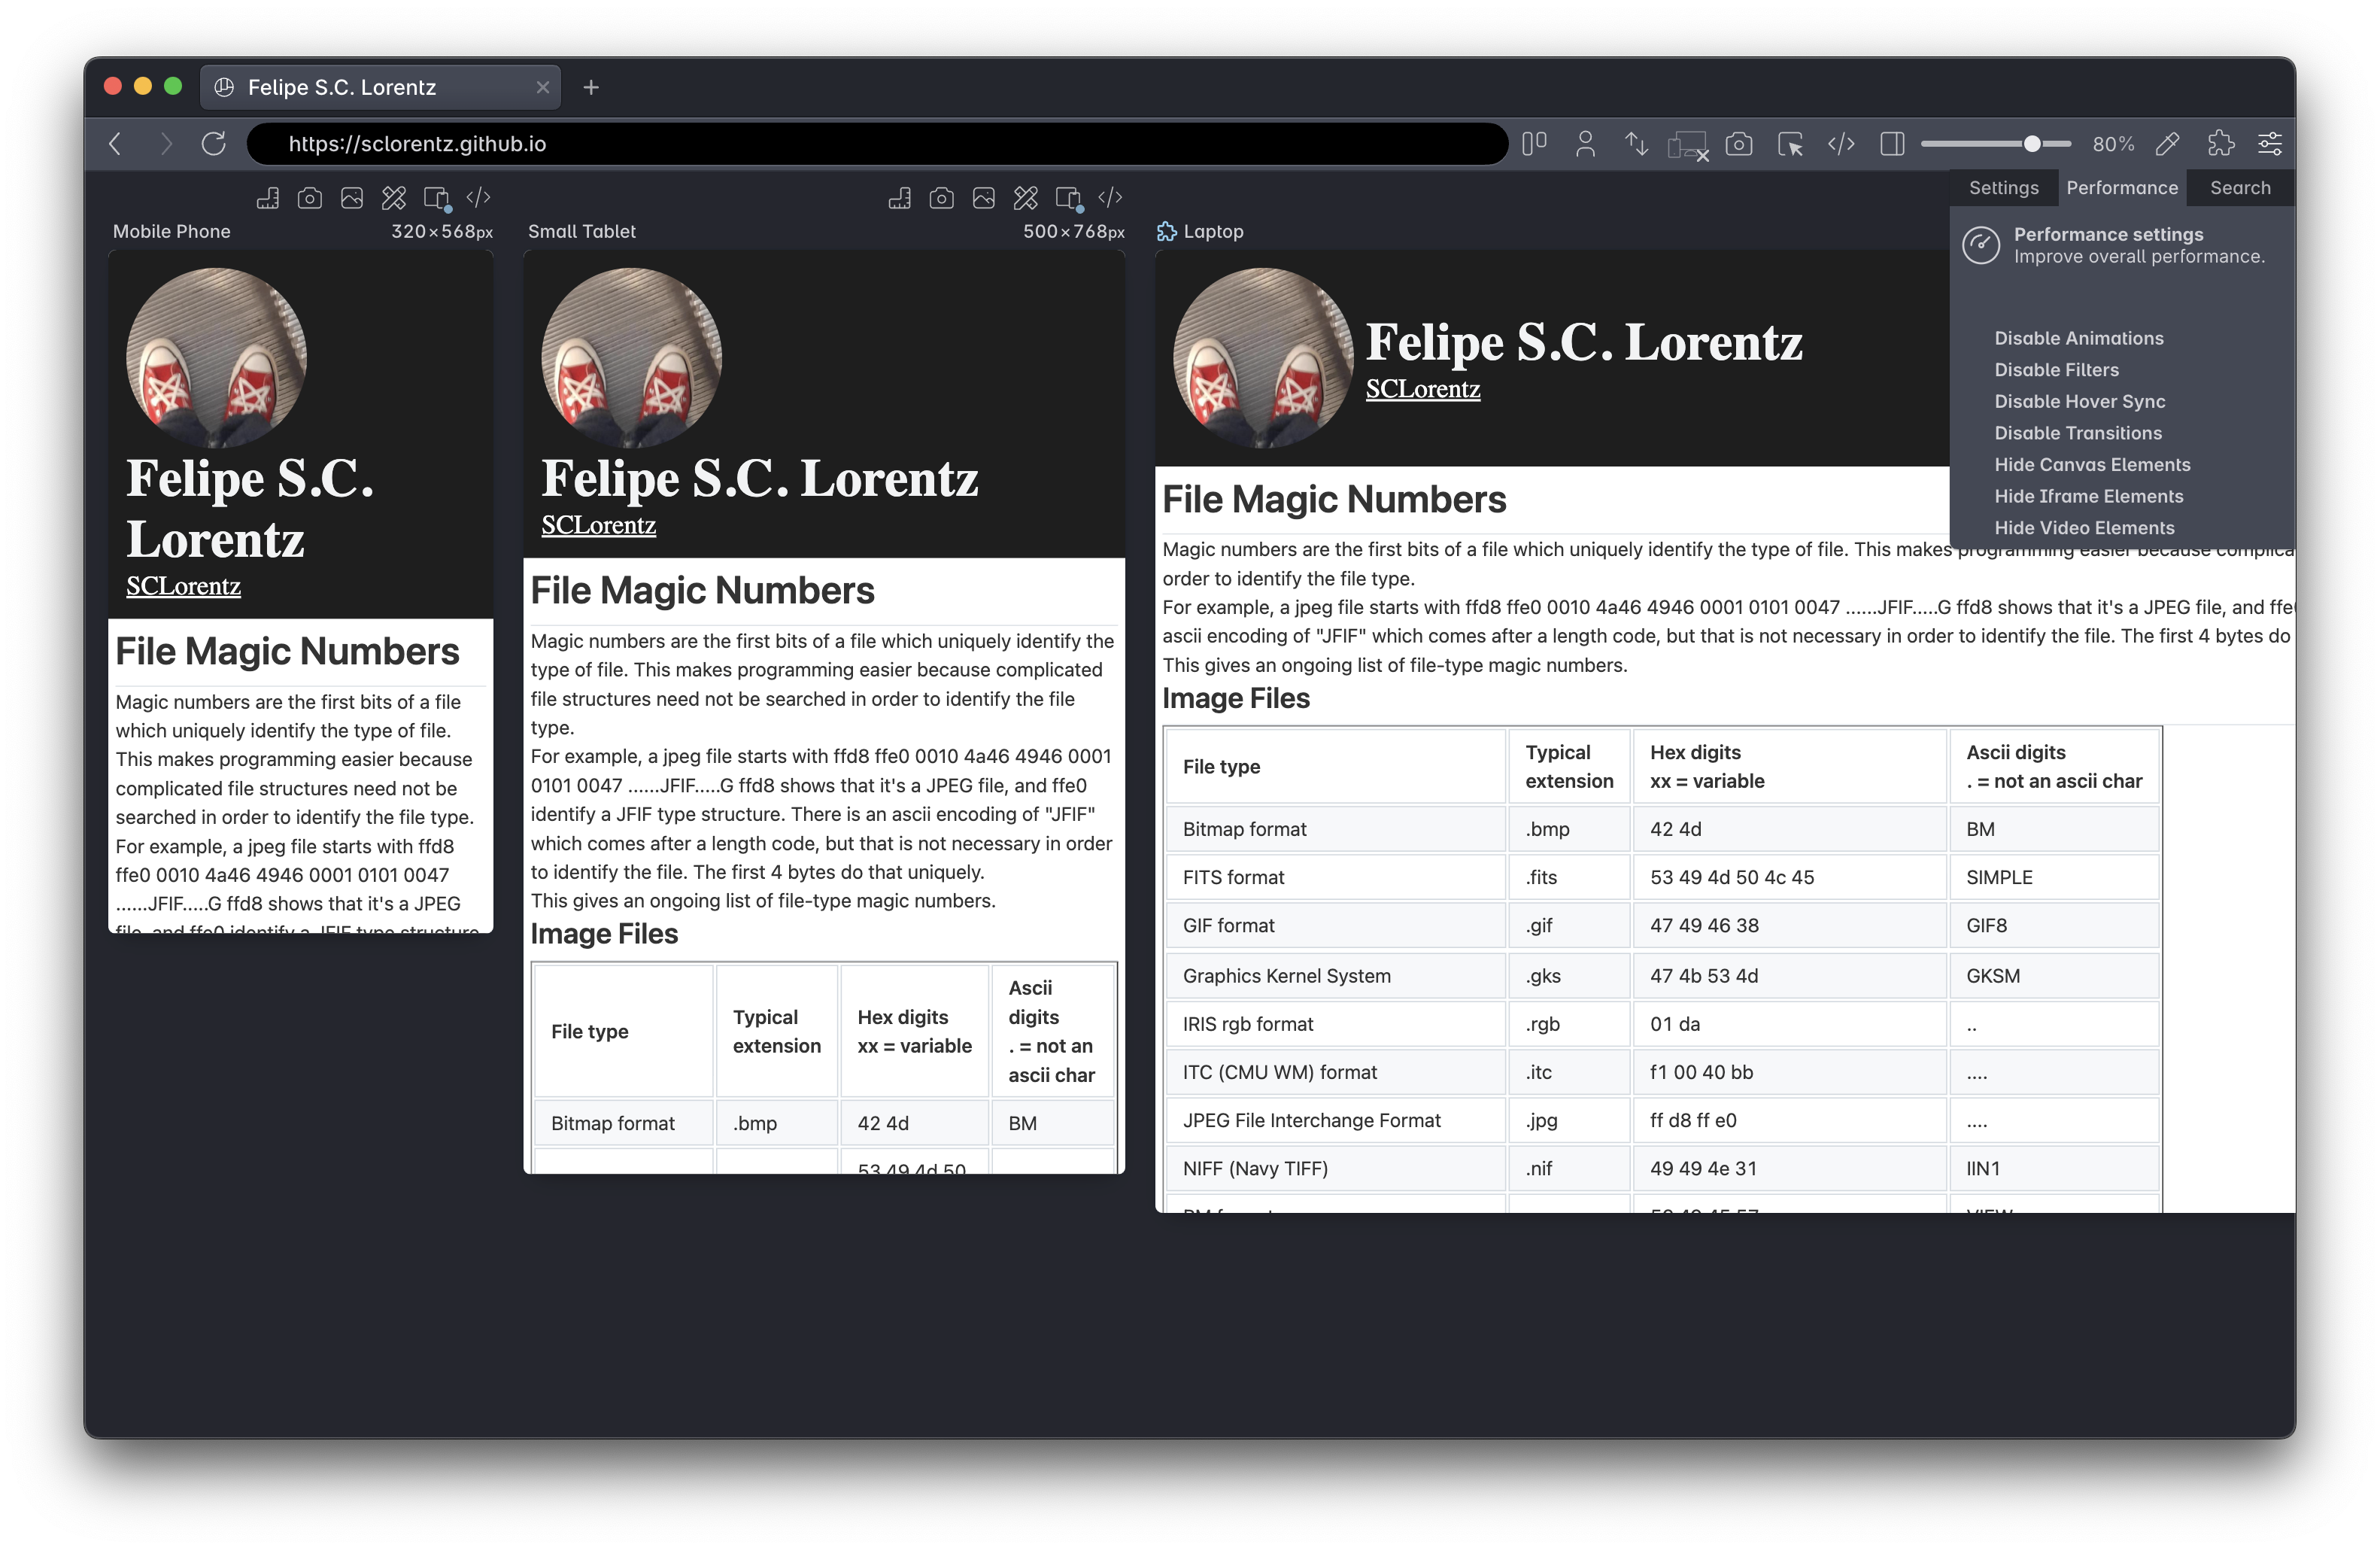 Felipe S.C. Lorentz
https://sclorentz.github.io
80%
Settings
Performance
Search
Performance settings
Improve overall performance.
Disable Animations
Disable Filters
Disable Hover Sync
Disable Transitions
Hide Canvas Elements
Hide Iframe Elements
Hide Video Elements
Mobile Phone
320×568px
Felipe S.C.
Lorentz
SCLorentz
File Magic Numbers
Magic numbers are the first bits of a file
which uniquely identify the type of file.
This makes programming easier because
complicated file structures need not be
searched in order to identify the file type.
For example, a jpeg file starts with ffd8
ffe0 0010 4a46 4946 0001 0101 0047
......JFIF.....G ffd8 shows that it's a JPEG
file, and ffe0 identify a JFIF type structure
Small Tablet
500×768px
Felipe S.C. Lorentz
SCLorentz
File Magic Numbers
Magic numbers are the first bits of a file which uniquely identify the
type of file. This makes programming easier because complicated
file structures need not be searched in order to identify the file
type.
For example, a jpeg file starts with ffd8 ffe0 0010 4a46 4946 0001
0101 0047 ......JFIF.....G ffd8 shows that it's a JPEG file, and ffe0
identify a JFIF type structure. There is an ascii encoding of "JFIF"
which comes after a length code, but that is not necessary in order
to identify the file. The first 4 bytes do that uniquely.
This gives an ongoing list of file-type magic numbers.
Image Files
File type
Typical
extension
Hex digits
xx = variable
Ascii
digits
. = not an
ascii char
Bitmap format
.bmp
42 4d
BM
53 49 4d 50
Laptop
Felipe S.C. Lorentz
SCLorentz
File Magic Numbers
Magic numbers are the first bits of a file which uniquely identify the type of file. This makes programming easier because complica
order to identify the file type.
For example, a jpeg file starts with ffd8 ffe0 0010 4a46 4946 0001 0101 0047 ......JFIF.....G ffd8 shows that it's a JPEG file, and ffe
ascii encoding of "JFIF" which comes after a length code, but that is not necessary in order to identify the file. The first 4 bytes do
This gives an ongoing list of file-type magic numbers.
Image Files
File type
Typical
extension
Hex digits
xx = variable
Ascii digits
. = not an ascii char
Bitmap format
.bmp
42 4d
BM
FITS format
.fits
53 49 4d 50 4c 45
SIMPLE
GIF format
.gif
47 49 46 38
GIF8
Graphics Kernel System
.gks
47 4b 53 4d
GKSM
IRIS rgb format
.rgb
01 da
..
ITC (CMU WM) format
.itc
f1 00 40 bb
....
JPEG File Interchange Format
.jpg
ff d8 ff e0
....
NIFF (Navy TIFF)
.nif
49 49 4e 31
IIN1